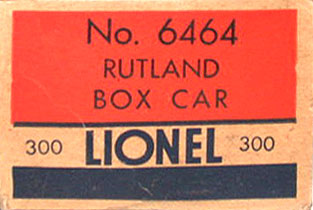 No. 6464
RUTLAND
BOX CAR
300 LIONEL 300